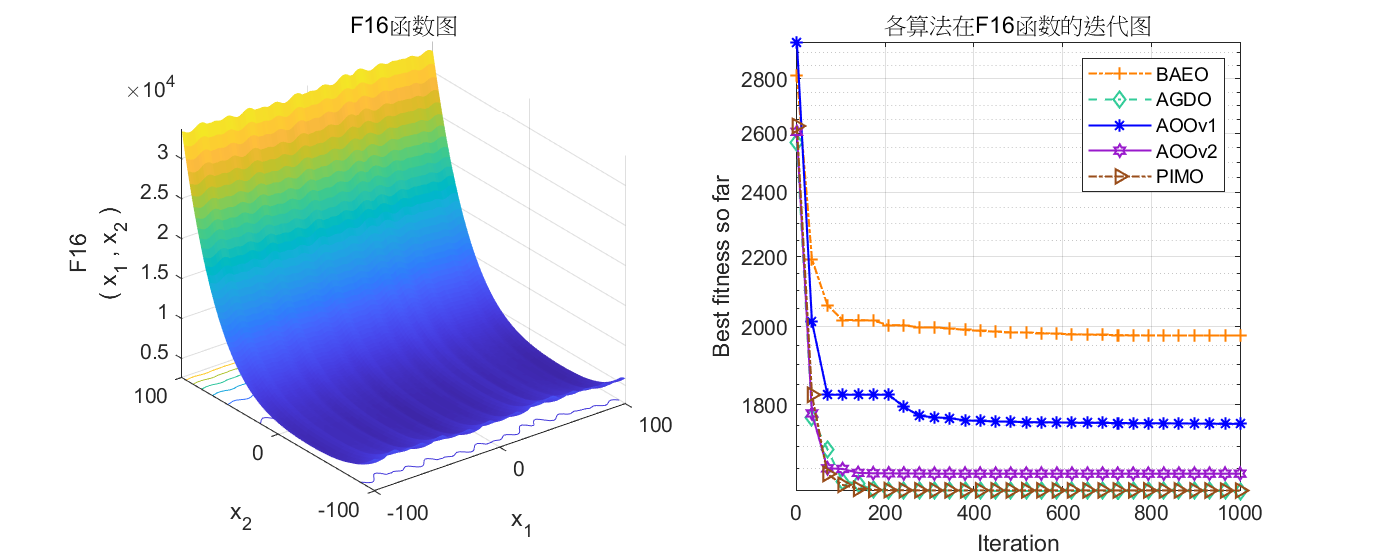 F16函数图
×10⁴
3
2.5
2
1.5
1
0.5
F16
( x₁ , x₂ )
100
0
-100
x₂
-100
0
100
x₁
各算法在F16函数的迭代图
2800
2600
2400
2200
2000
1800
Best fitness so far
0 200 400 600 800 1000
Iteration
BAEO
AGDO
AOOv1
AOOv2
PIMO